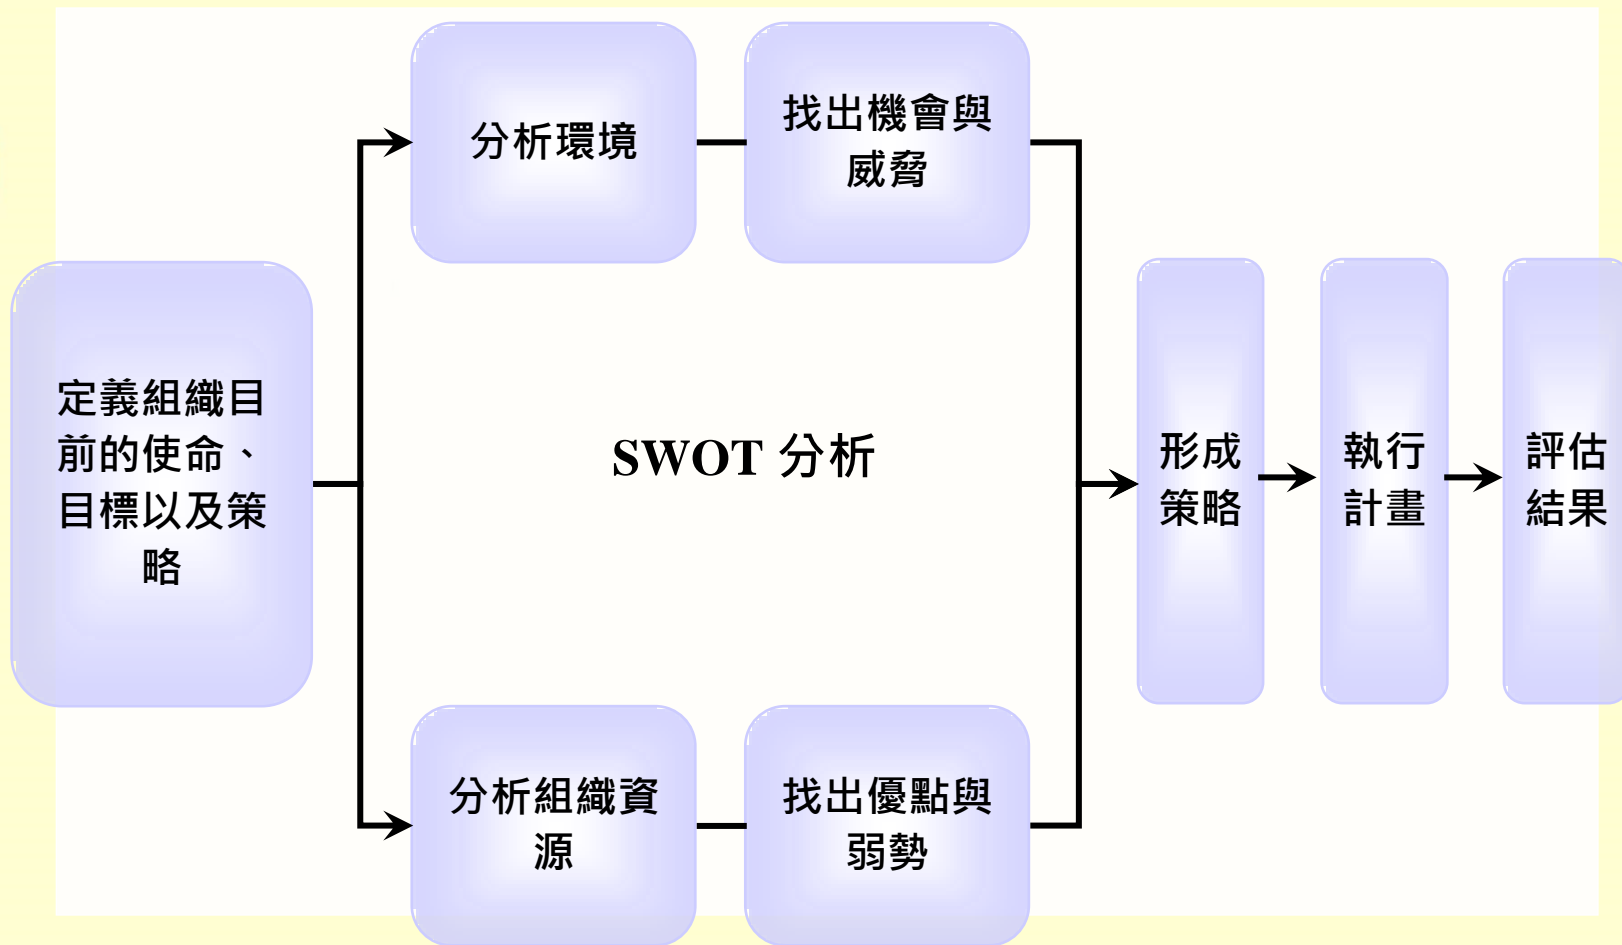 定義組織目
前的使命、
目標以及策
略
分析環境
找出機會與
威脅
SWOT 分析
分析組織資
源
找出優點與
弱勢
形成
策略
執行
計畫
評估
結果